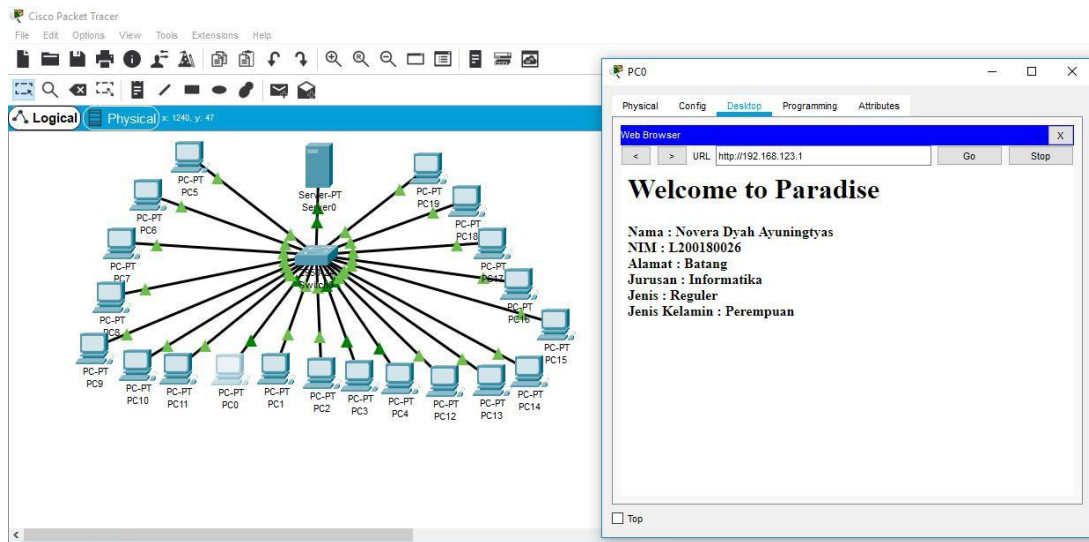 Cisco Packet Tracer
File Edit Options View Tools Extensions Help
Logical Physical x: 1240, y: 47
PC-PT
PC5
Server-PT
Server0
PC-PT
PC19
PC-PT
PC6
PC-PT
PC18
PC-PT
PC7
PC-PT
PC17
PC-PT
PC8
PC-PT
PC16
Switch0
PC-PT
PC9
PC-PT
PC15
PC-PT
PC10
PC-PT
PC11
PC-PT
PC0
PC-PT
PC1
PC-PT
PC2
PC-PT
PC3
PC-PT
PC4
PC-PT
PC12
PC-PT
PC13
PC-PT
PC14
PC0
Physical Config Desktop Programming Attributes
Web Browser X
< > URL http://192.168.123.1 Go Stop
Welcome to Paradise
Nama : Novera Dyah Ayuningtyas
NIM : L200180026
Alamat : Batang
Jurusan : Informatika
Jenis : Reguler
Jenis Kelamin : Perempuan
Top